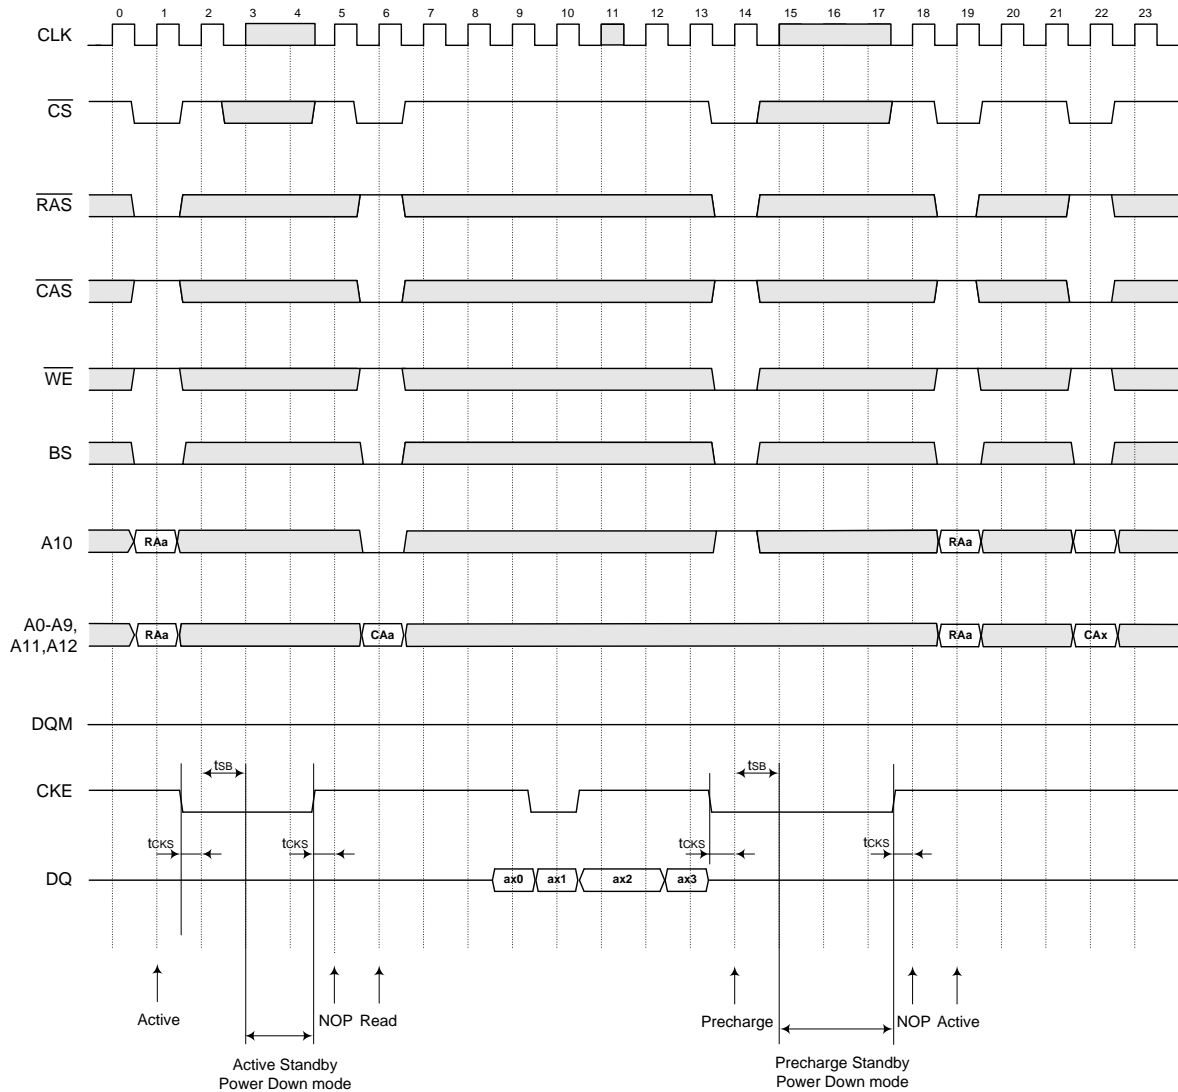 0 1 2 3 4 5 6 7 8 9 10 11 12 13 14 15 16 17 18 19 20 21 22 23
CLK
CS
RAS
CAS
WE
BS
A10 RAa RAa
A0-A9,
A11,A12 RAa CAa RAa CAx
DQM
tSB tSB
CKE
tCKS tCKS tCKS tCKS
DQ ax0 ax1 ax2 ax3
Active NOP Read Precharge NOP Active
Active Standby
Power Down mode
Precharge Standby
Power Down mode